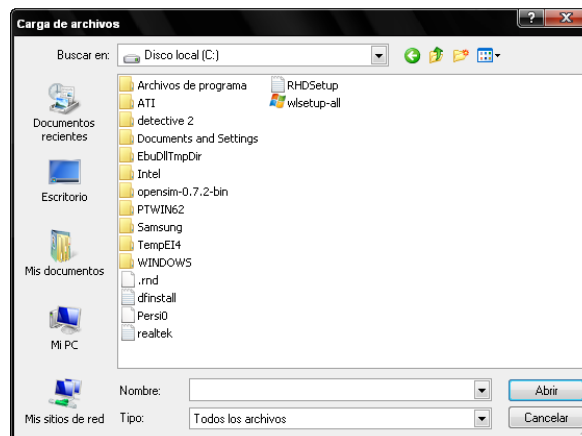 Carga de archivos
Buscar en:
Disco local (C:)
Documentos
recientes
Escritorio
Mis documentos
Mi PC
Mis sitios de red
Archivos de programa
ATI
detective 2
Documents and Settings
EbuDllTmpDir
Intel
opensim-0.7.2-bin
PTWIN62
Samsung
TempEI4
WINDOWS
.rnd
dfinstall
Persi0
realtek
RHDSetup
wlsetup-all
Nombre:
Abrir
Tipo:
Todos los archivos
Cancelar